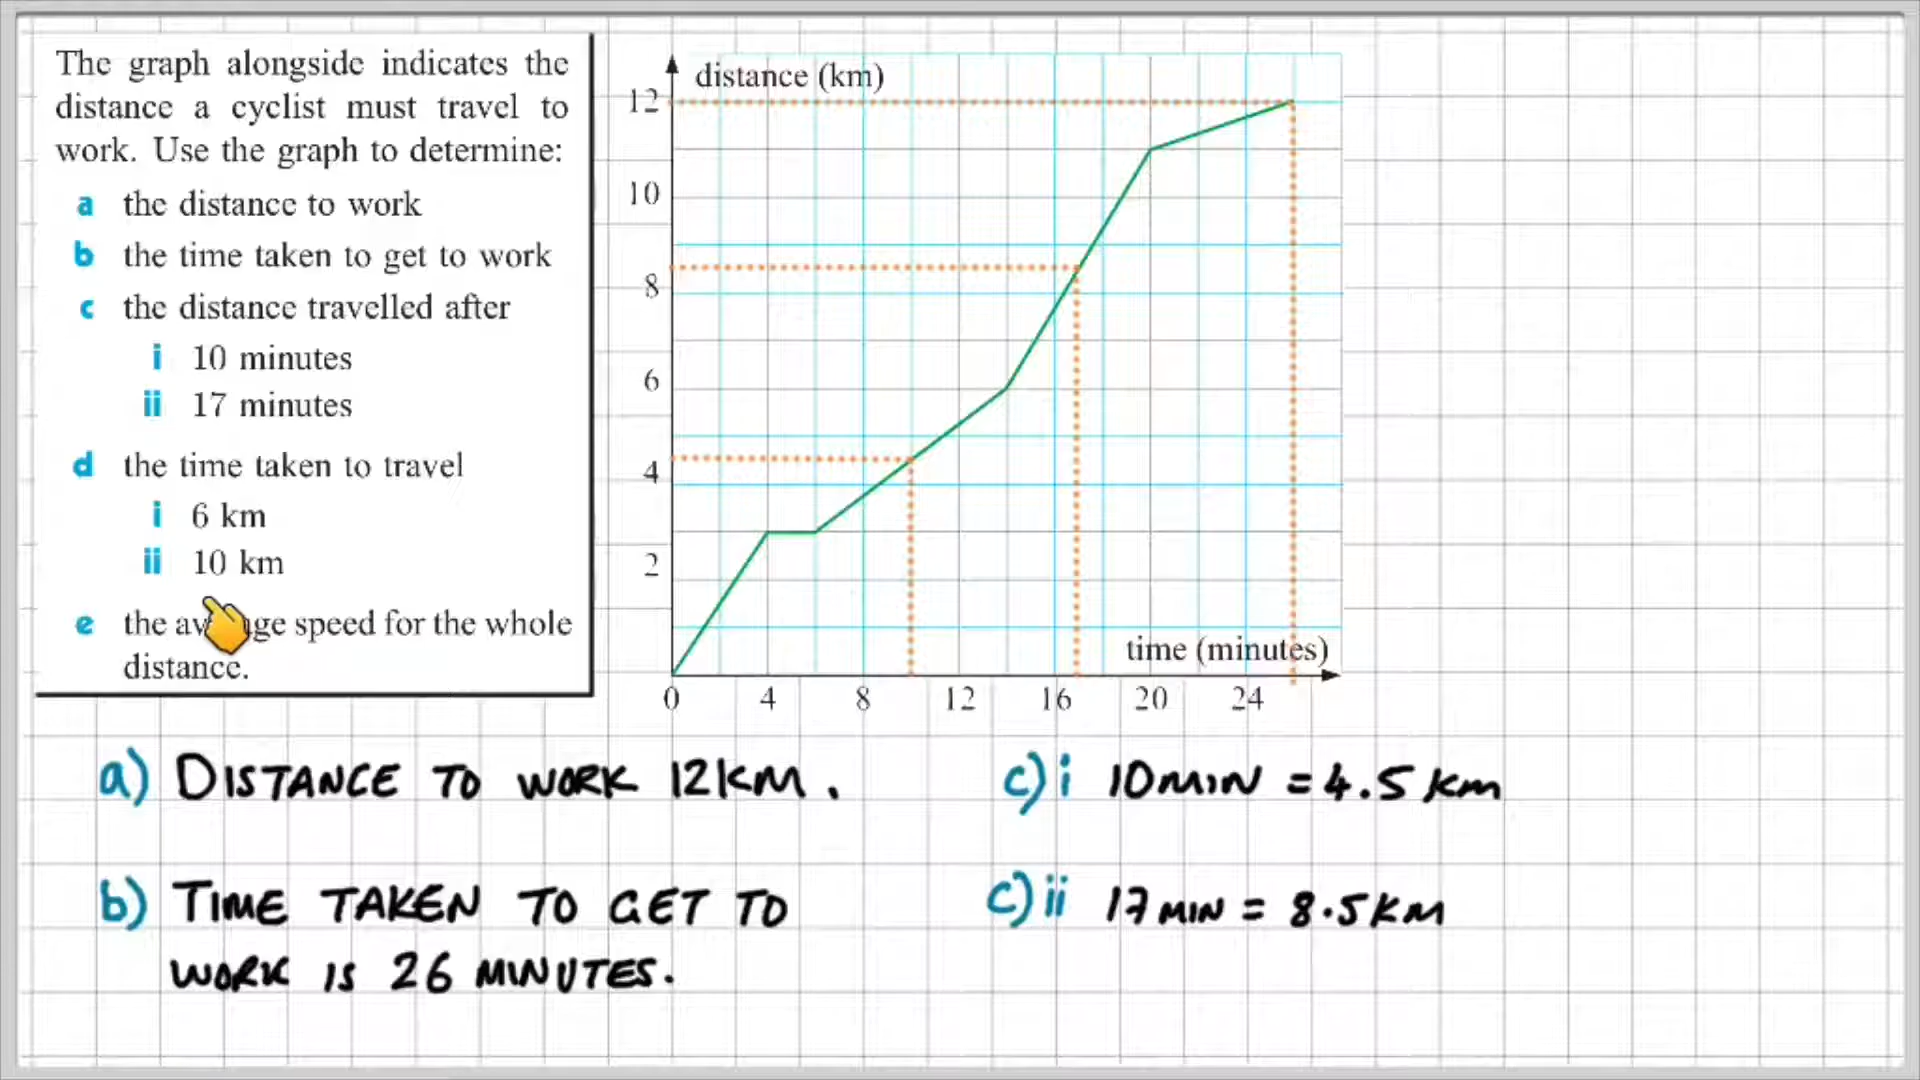 The graph alongside indicates the
distance a cyclist must travel to
work. Use the graph to determine:
a the distance to work
b the time taken to get to work
c the distance travelled after
i 10 minutes
ii 17 minutes
d the time taken to travel
i 6 km
ii 10 km
e the average speed for the whole
distance.
distance (km)
12
10
8
6
4
2
time (minutes)
0 4 8 12 16 20 24
a) DISTANCE TO WORK 12KM.
b) TIME TAKEN TO GET TO
WORK IS 26 MINUTES.
c) i 10MIN = 4.5 km
c) ii 17 MIN = 8.5KM